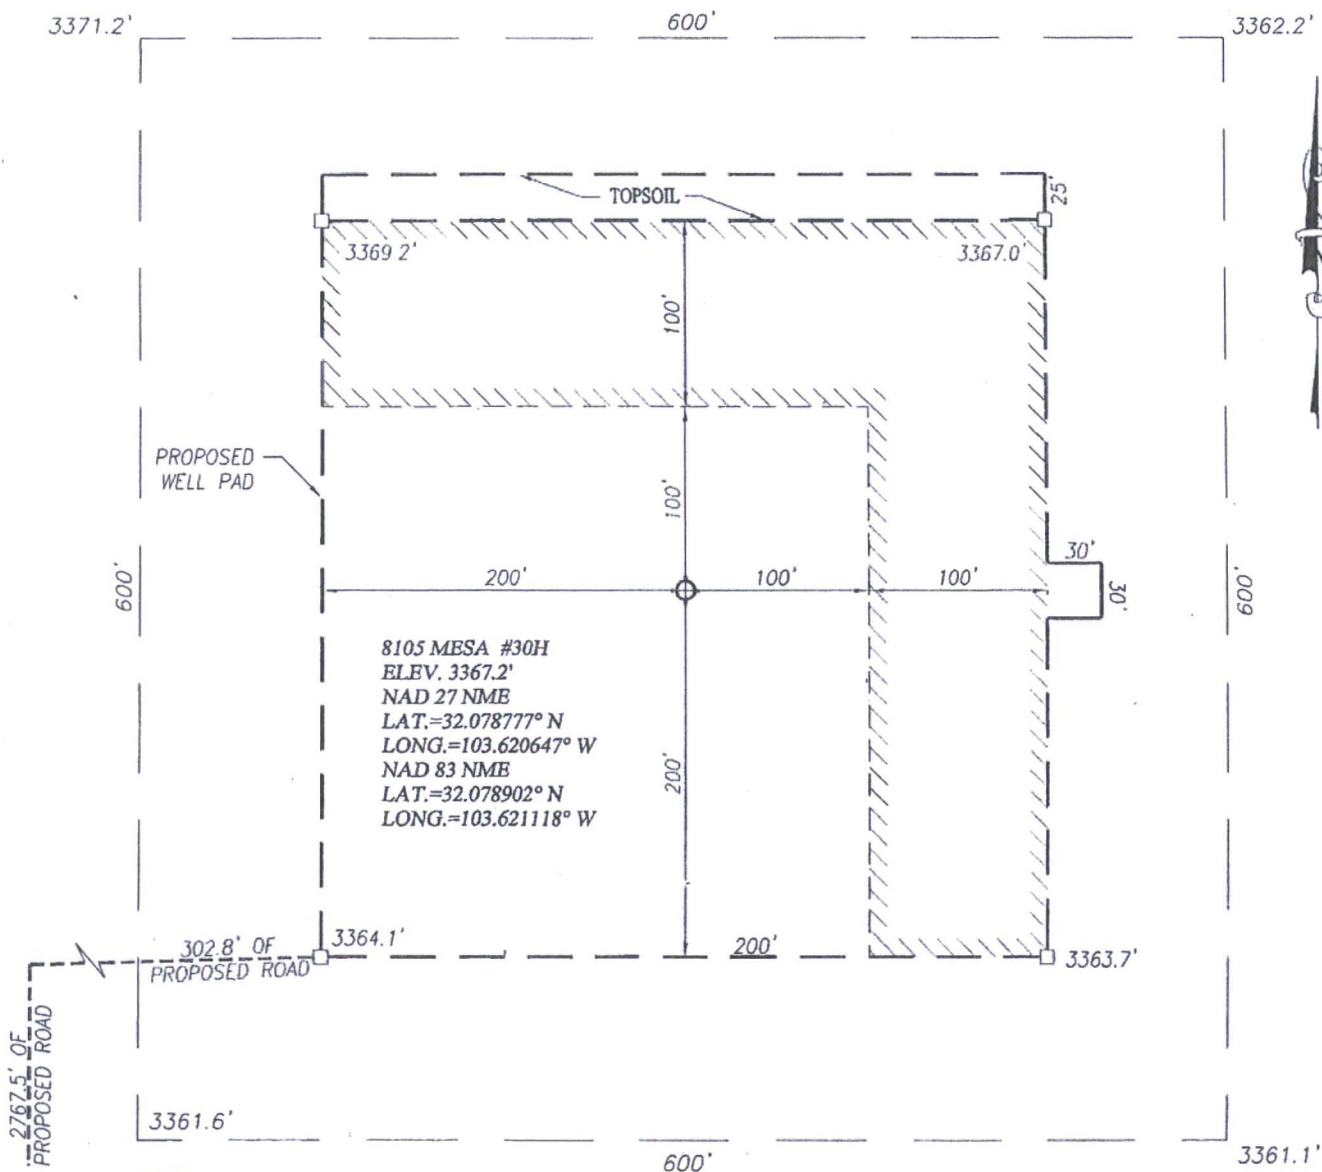 3371.2'
600'
3362.2'
TOPSOIL
25'
3369.2'
3367.0'
100'
PROPOSED
WELL PAD
100'
600'
200'
100'
100'
30'
30'
600'
8105 MESA #30H
ELEV. 3367.2'
NAD 27 NME
LAT.=32.078777° N
LONG.=103.620647° W
NAD 83 NME
LAT.=32.078902° N
LONG.=103.621118° W
200'
3364.1'
200'
3363.7'
302.8' OF
PROPOSED ROAD
2767.5' OF
PROPOSED ROAD
3361.6'
600'
3361.1'